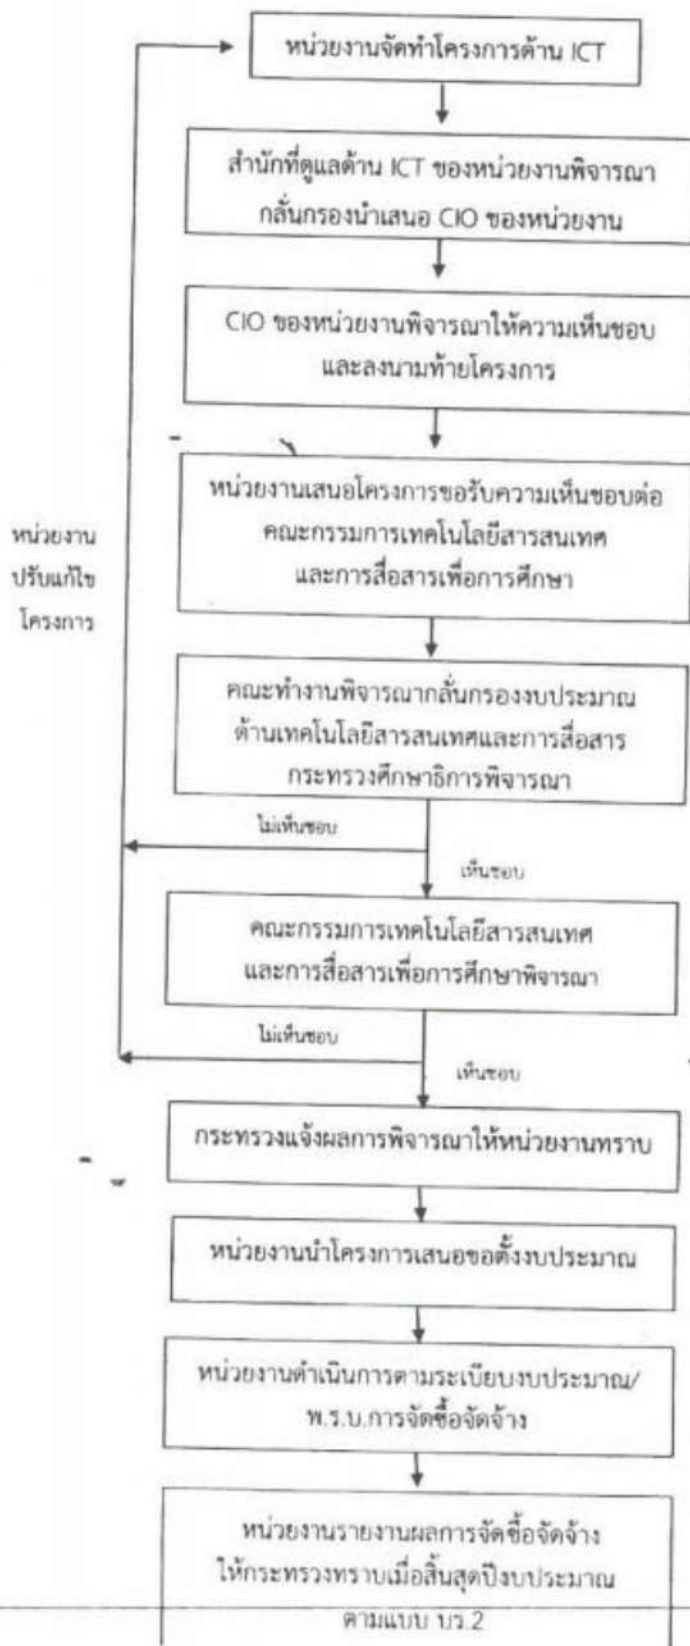 หน่วยงานจัดทำโครงการด้าน ICT
สำนักที่ดูแลด้าน ICT ของหน่วยงานพิจารณา
กลั่นกรองนำเสนอ CIO ของหน่วยงาน
CIO ของหน่วยงานพิจารณาให้ความเห็นชอบ
และลงนามท้ายโครงการ
หน่วยงานเสนอโครงการขอรับความเห็นชอบต่อ
คณะกรรมการเทคโนโลยีสารสนเทศ
และการสื่อสารเพื่อการศึกษา
หน่วยงาน
ปรับแก้ไข
โครงการ
คณะทำงานพิจารณากลั่นกรองงบประมาณ
ด้านเทคโนโลยีสารสนเทศและการสื่อสาร
กระทรวงศึกษาธิการพิจารณา
ไม่เห็นชอบ
เห็นชอบ
คณะกรรมการเทคโนโลยีสารสนเทศ
และการสื่อสารเพื่อการศึกษาพิจารณา
ไม่เห็นชอบ
เห็นชอบ
กระทรวงแจ้งผลการพิจารณาให้หน่วยงานทราบ
หน่วยงานนำโครงการเสนอขอตั้งงบประมาณ
หน่วยงานดำเนินการตามระเบียบงบประมาณ/
พ.ร.บ.การจัดซื้อจัดจ้าง
หน่วยงานรายงานผลการจัดซื้อจัดจ้าง
ให้กระทรวงทราบเมื่อสิ้นสุดปีงบประมาณ
ตามแบบ บร.2